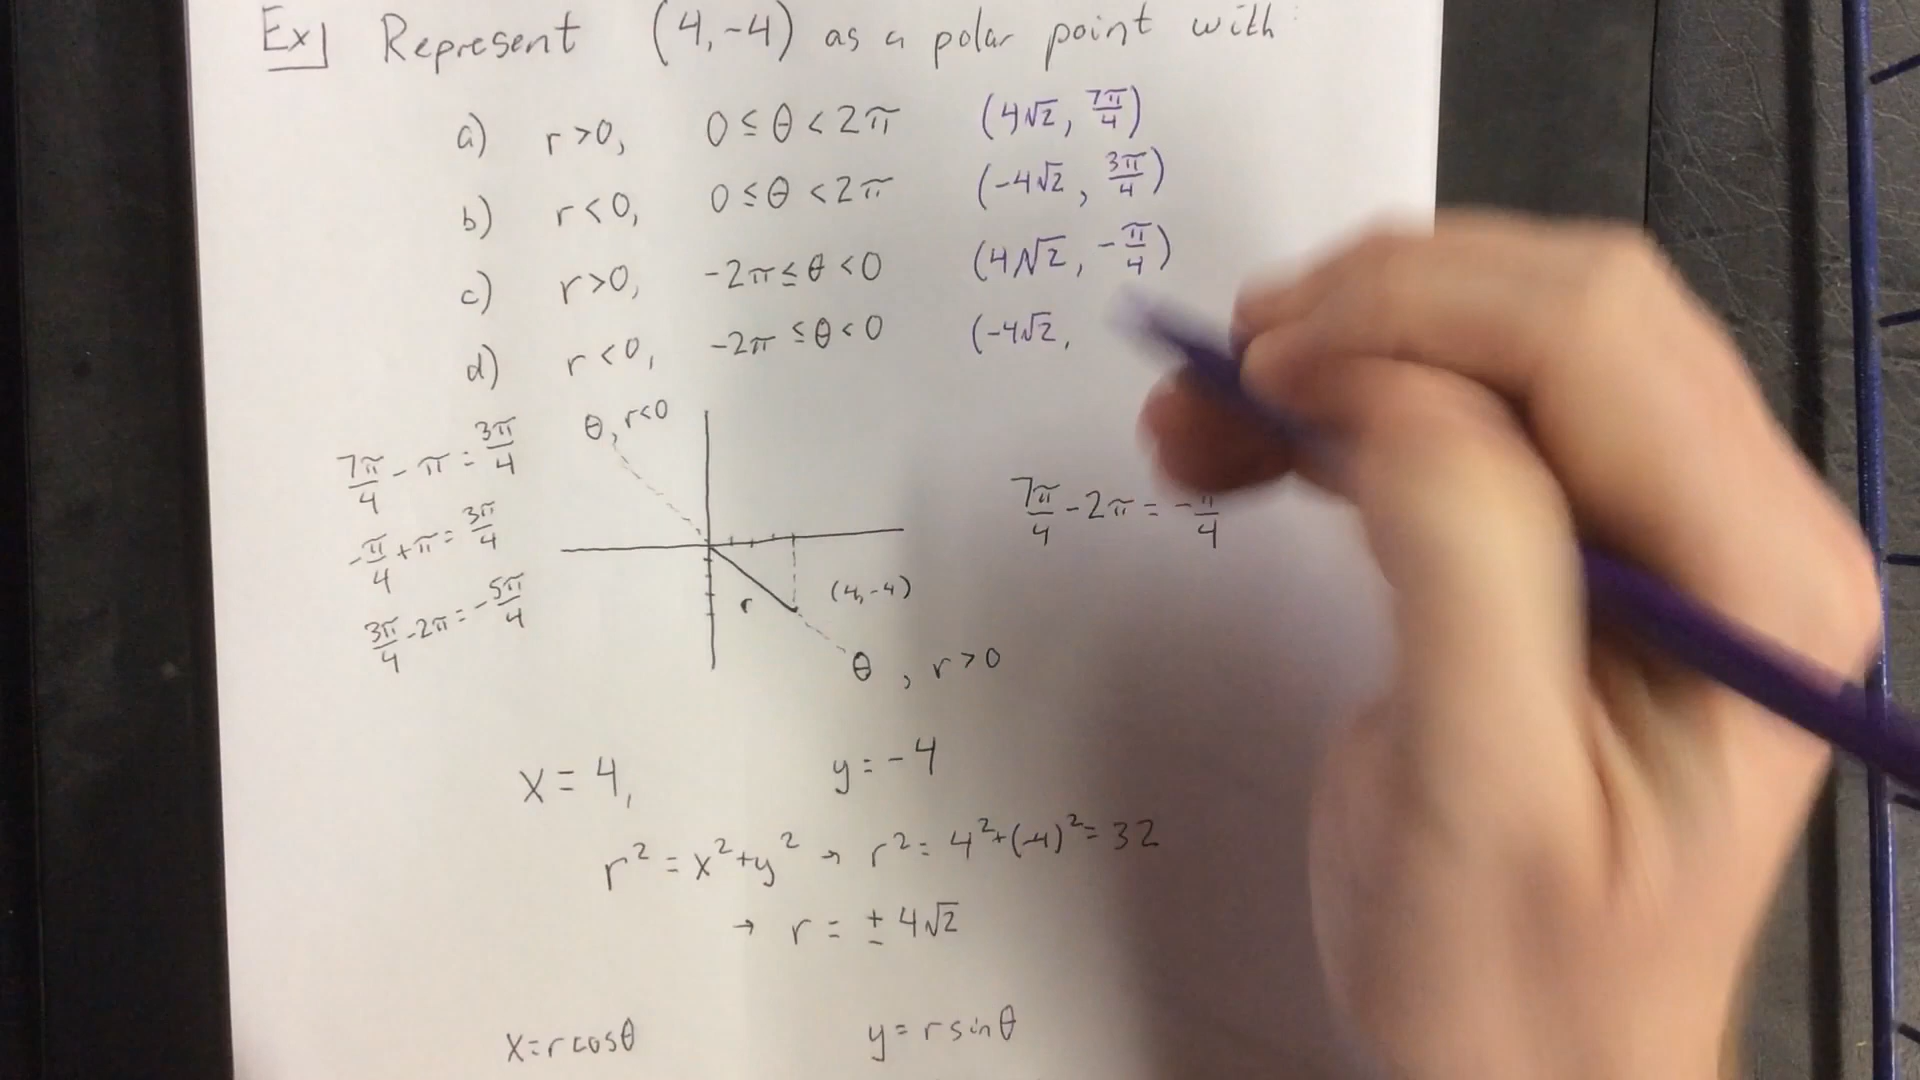 Ex] Represent (4,-4) as a polar point with
a) r>0, 0≤θ<2π (4√2, 7π/4)
b) r<0, 0≤θ<2π (-4√2, 3π/4)
c) r>0, -2π≤θ<0 (4√2, -π/4)
d) r<0, -2π≤θ<0 (-4√2,
θ, r<0
7π/4 - π = 3π/4
-π/4 + π = 3π/4
3π/4 - 2π = -5π/4
7π/4 - 2π = -π/4
(4,-4)
r
θ, r>0
x = 4, y = -4
r² = x²+y² → r² = 4²+(-4)² = 32
→ r = ± 4√2
x=rcosθ y=rsinθ